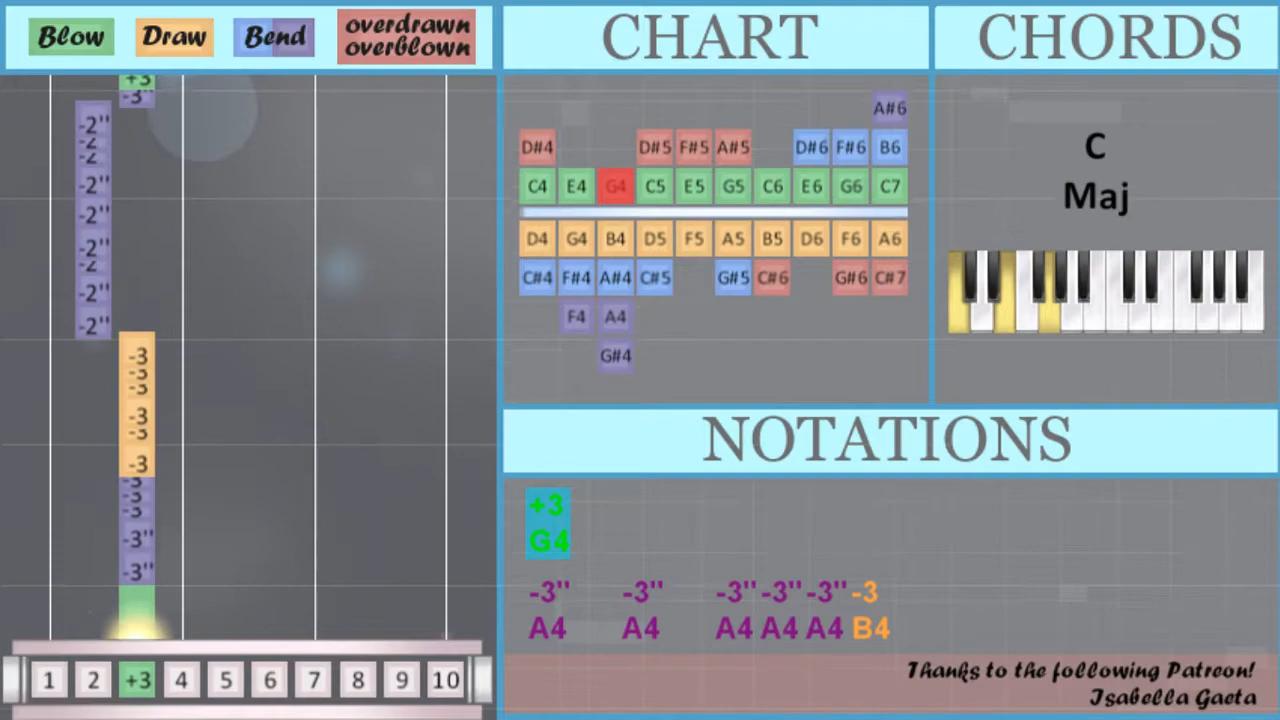 Blow Draw Bend overdrawn
overblown
CHART
CHORDS
+3
-3''
-2''
-2
-2
-2''
-2''
-2''
-2
-2''
-2''
-3
-3
-3
-3
-3
-3
-3
-3
-3
-3''
-3''
1 2 +3 4 5 6 7 8 9 10
A#6
D#4 D#5 F#5 A#5 D#6 F#6 B6
C4 E4 G4 C5 E5 G5 C6 E6 G6 C7
D4 G4 B4 D5 F5 A5 B5 D6 F6 A6
C#4 F#4 A#4 C#5 G#5 C#6 G#6 C#7
F4 A4
G#4
C
Maj
NOTATIONS
+3
G4
-3'' -3'' -3'' -3'' -3'' -3
A4 A4 A4 A4 A4 B4
Thanks to the following Patreon!
Isabella Gaeta